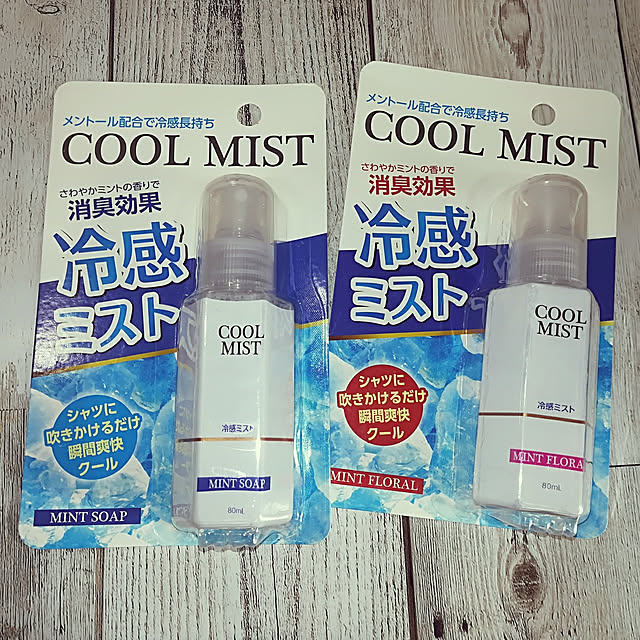 メントール配合で冷感長持ち
COOL MIST
さわやかミントの香りで
消臭効果
冷感
ミスト
シャツに
吹きかけるだけ
瞬間爽快
クール
MINT SOAP
COOL
MIST
冷感ミスト
MINT SOAP
80mL
メントール配合で冷感長持ち
COOL MIST
さわやかミントの香りで
消臭効果
冷感
ミスト
シャツに
吹きかけるだけ
瞬間爽快
クール
MINT FLORAL
COOL
MIST
冷感ミスト
MINT FLORA
80mL